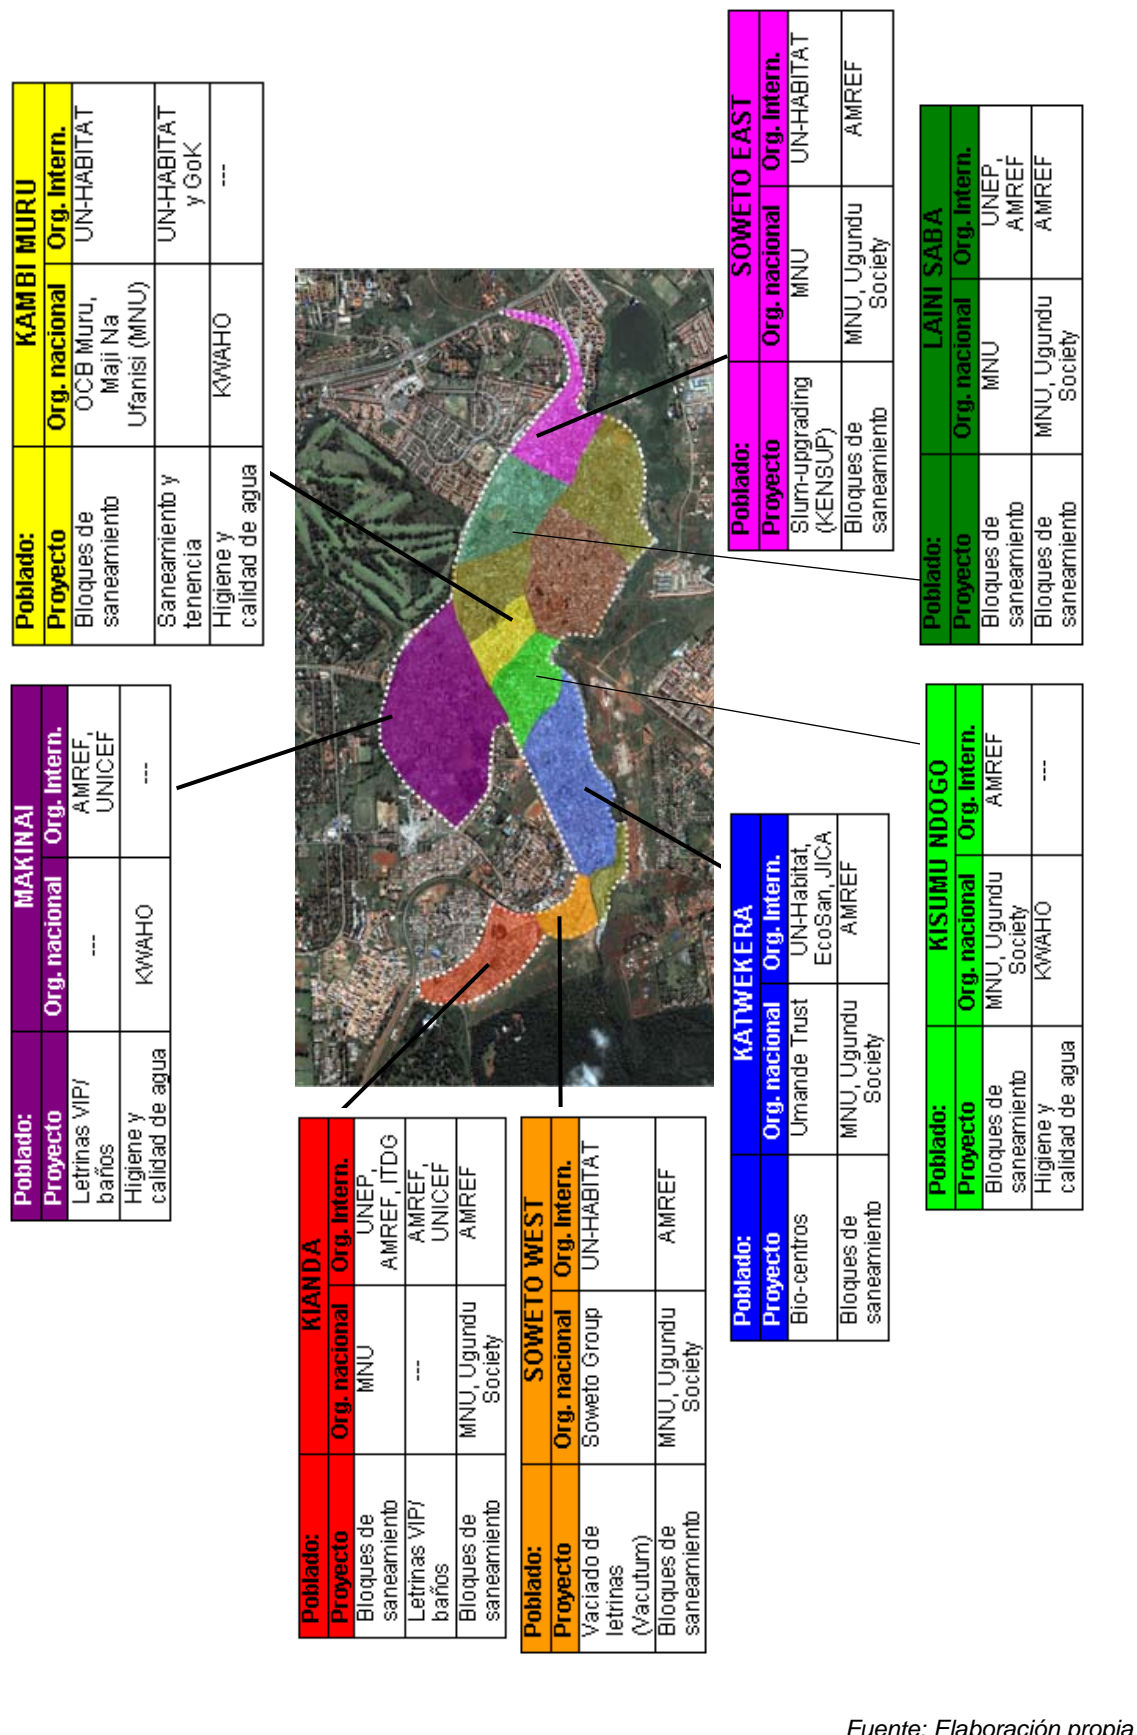 Poblado: MAKINAI
Proyecto Org. nacional Org. Intern.
Letrinas VIP/ --- AMREF,
baños UNICEF
Higiene y KWAHO ---
calidad de agua
Poblado: KAMBI MURU
Proyecto Org. nacional Org. Intern.
Bloques de OCB Muru, UN-HABITAT
saneamiento Maji Na
Ufanisi (MNU)
Saneamiento y UN-HABITAT
tenencia y GoK
Higiene y KWAHO ---
calidad de agua
Poblado: KIANDA
Proyecto Org. nacional Org. Intern.
Bloques de MNU UNEP,
saneamiento AMREF, ITDG
Letrinas VIP/ --- AMREF,
baños UNICEF
Bloques de MNU, Ugundu AMREF
saneamiento Society
Poblado: SOWETO WEST
Proyecto Org. nacional Org. Intern.
Vaciado de Soweto Group UN-HABITAT
letrinas
(Vacutum)
Bloques de MNU, Ugundu AMREF
saneamiento Society
Poblado: KATWEKERA
Proyecto Org. nacional Org. Intern.
Bio-centros Umande Trust UN-Habitat,
EcoSan, JICA
Bloques de MNU, Ugundu AMREF
saneamiento Society
Poblado: SOWETO EAST
Proyecto Org. nacional Org. Intern.
Slum-upgrading MNU UN-HABITAT
(KENSUP)
Bloques de MNU, Ugundu AMREF
saneamiento Society
Poblado: KISUMU NDOGO
Proyecto Org. nacional Org. Intern.
Bloques de MNU, Ugundu AMREF
saneamiento Society
Higiene y KWAHO ---
calidad de agua
Poblado: LAINI SABA
Proyecto Org. nacional Org. Intern.
Bloques de MNU UNEP,
saneamiento AMREF
Bloques de MNU, Ugundu AMREF
saneamiento Society
Fuente: Elaboración propia